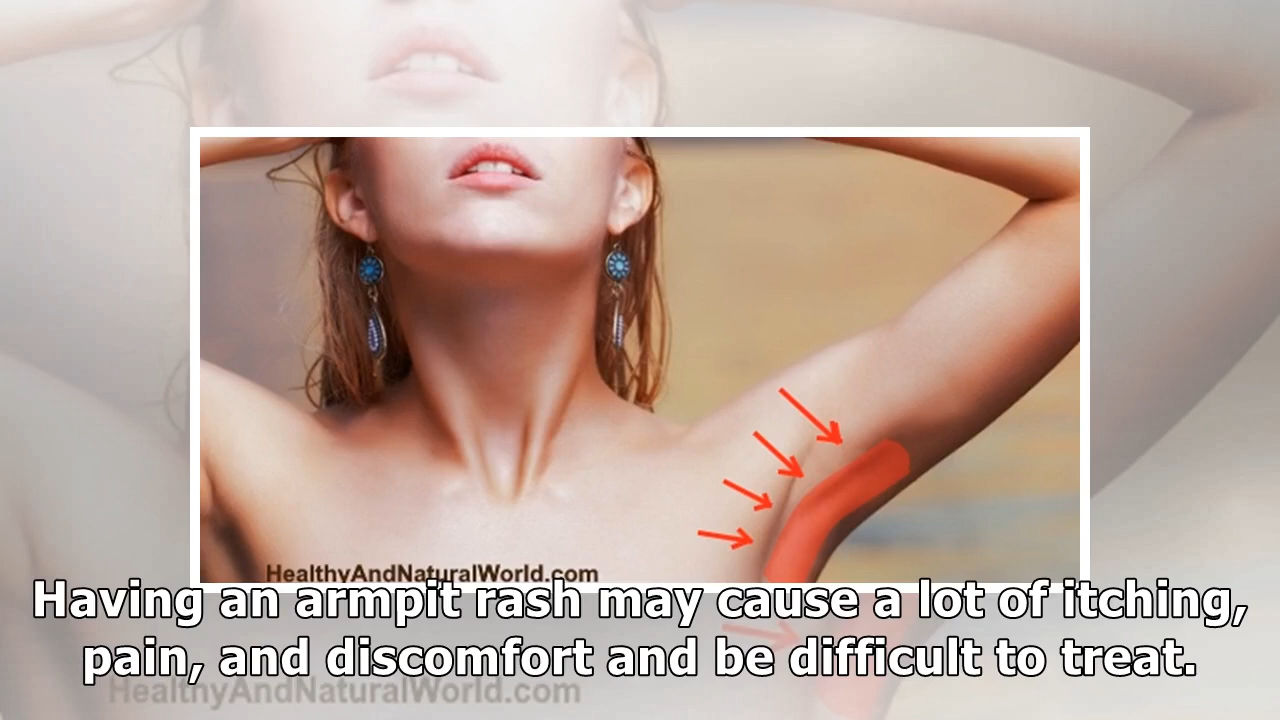 HealthyAndNaturalWorld.com
Having an armpit rash may cause a lot of itching,
pain, and discomfort and be difficult to treat.
HealthyAndNaturalWorld.com